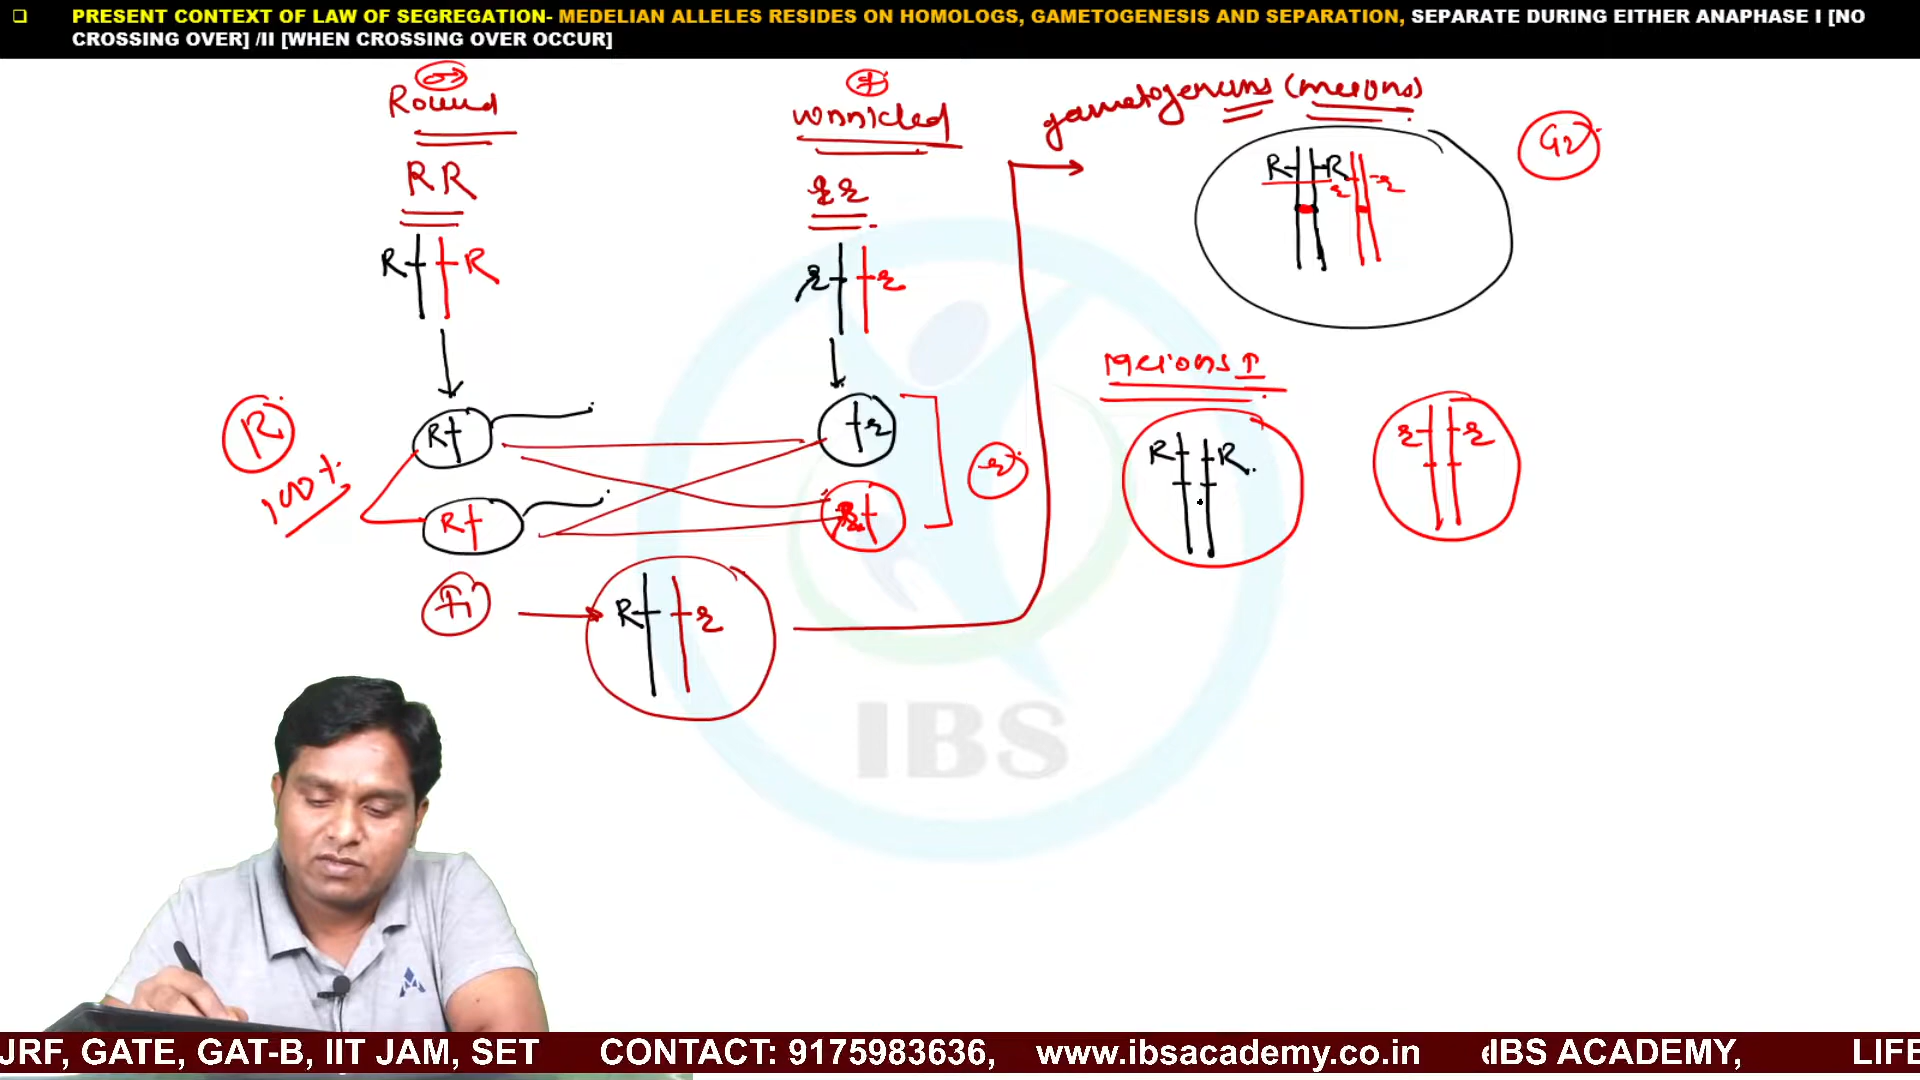 ❑ PRESENT CONTEXT OF LAW OF SEGREGATION- MEDELIAN ALLELES RESIDES ON HOMOLOGS, GAMETOGENESIS AND SEPARATION, SEPARATE DURING EITHER ANAPHASE I [NO
CROSSING OVER] /II [WHEN CROSSING OVER OCCUR]
Round
RR
R R
R
100%
R
R
F1
R r
rr
r r
r
r
gametogenesis (meiosis)
G2
R R r r
Meiosis I
R R
r r
IBS
JRF, GATE, GAT-B, IIT JAM, SET CONTACT: 9175983636, www.ibsacademy.co.in IBS ACADEMY, LIFE